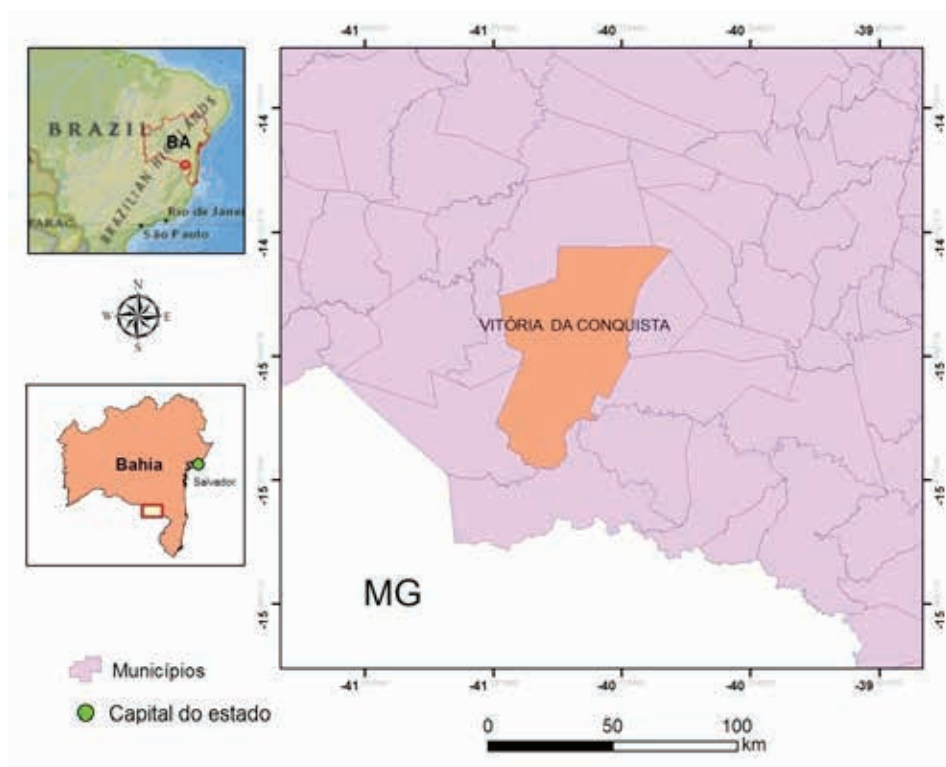 -41 -41 -40 -40 -39
BRAZIL
BA
BRAZILIAN HIGHLANDS
PARAG.
Rio de Janei
São Paulo
N
W E
S
Bahia
Salvador
Municípios
Capital do estado
-14 -14
-14 -14
VITÓRIA DA CONQUISTA
-15 -15
-15 -15
MG
-15 -15
-41 -41 -40 -40 -39
0 50 100
km